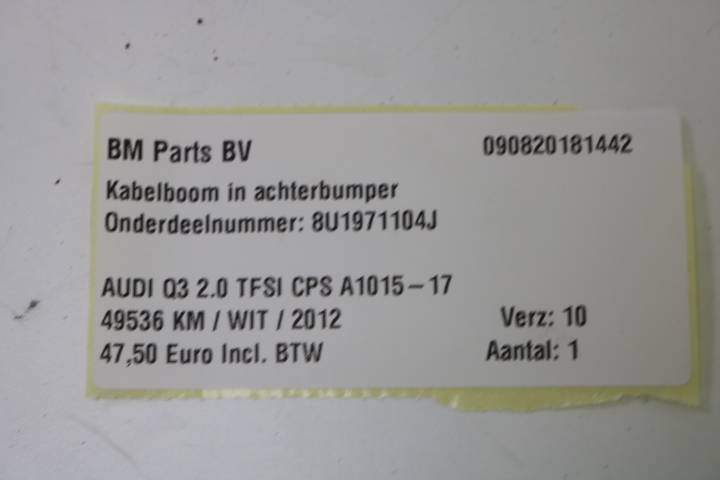 BM Parts BV 090820181442
Kabelboom in achterbumper
Onderdeelnummer: 8U1971104J
AUDI Q3 2.0 TFSI CPS A1015-17
49536 KM / WIT / 2012 Verz: 10
47,50 Euro Incl. BTW Aantal: 1